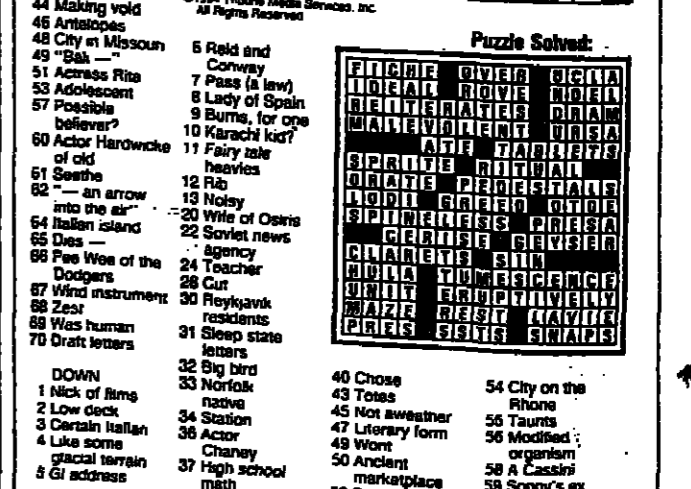 44 Making void
46 Antelopes
48 City in Missouri
49 "Bali —"
51 Actress Rita
53 Adolescent
57 Possible
believer?
60 Actor Hardwicke
of old
61 Seethe
62 "— an arrow
into the air"
64 Italian island
65 Dies —
66 Pee Wee of the
Dodgers
67 Wind instrument
68 Zest
69 Was human
70 Draft letters
DOWN
1 Nick of films
2 Low deck
3 Certain Italian
4 Like some
glacial terrain
5 GI address
Tribune Media Services, Inc.
All Rights Reserved
6 Reid and
Conway
7 Pass (a law)
8 Lady of Spain
9 Burns, for one
10 Karachi kid?
11 Fairy tale
heavies
12 Rib
13 Noisy
20 Wife of Osiris
22 Soviet news
agency
24 Teacher
28 Cut
30 Reykjavik
residents
31 Sleep state
letters
32 Big bird
33 Norfolk
native
34 Station
36 Actor
Chaney
37 High school
math
Puzzle Solved:
FICHE OVER UCLA
IDEAL ROVE NOEL
REITERATES DRAM
MALEVOLENT URSA
ATE TABLETS
SPRITE RITUAL
ORATE PEDESTALS
LODI GREED OTOE
SPINELESS PRESA
CERISE GEYSER
CLARETS SIN
HULA TUMESCENCE
UNIT ERUPTIVELY
MAZE REST LAVIE
PRES SSTS SNAPS
40 Chose
43 Totes
45 Not aweather
47 Literary form
49 Wont
50 Ancient
marketplace
54 City on the
Rhone
55 Taunts
56 Modified
organism
58 A Cassini
59 Sonny's ex